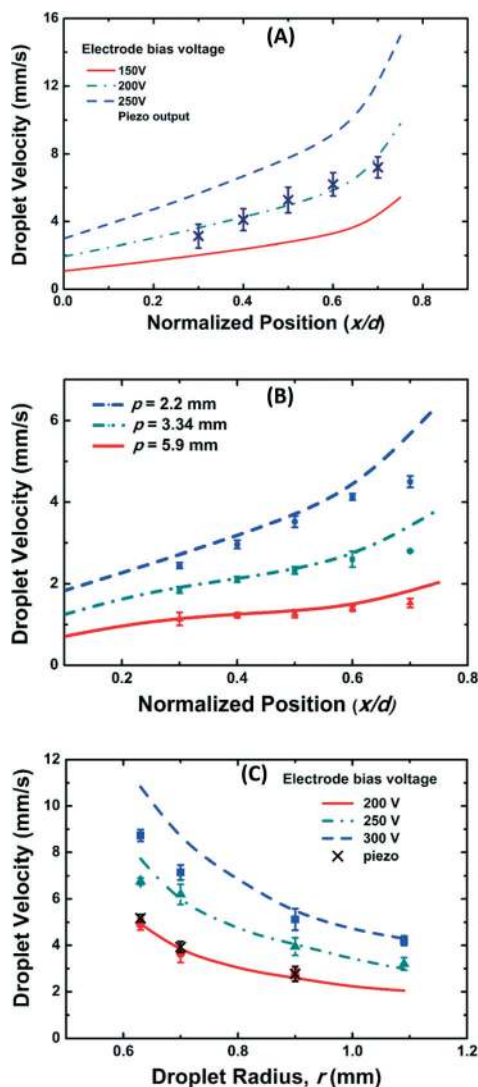 (A)
Electrode bias voltage
150V
200V
250V
Piezo output
16
12
8
4
0
0.0 0.2 0.4 0.6 0.8
Droplet Velocity (mm/s)
Normalized Position (x/d)
(B)
p = 2.2 mm
p = 3.34 mm
p = 5.9 mm
6
4
2
0
0.2 0.4 0.6 0.8
Droplet Velocity (mm/s)
Normalized Position (x/d)
(C)
Electrode bias voltage
200 V
250 V
300 V
piezo
12
10
8
6
4
2
0
0.6 0.8 1.0 1.2
Droplet Velocity (mm/s)
Droplet Radius, r (mm)